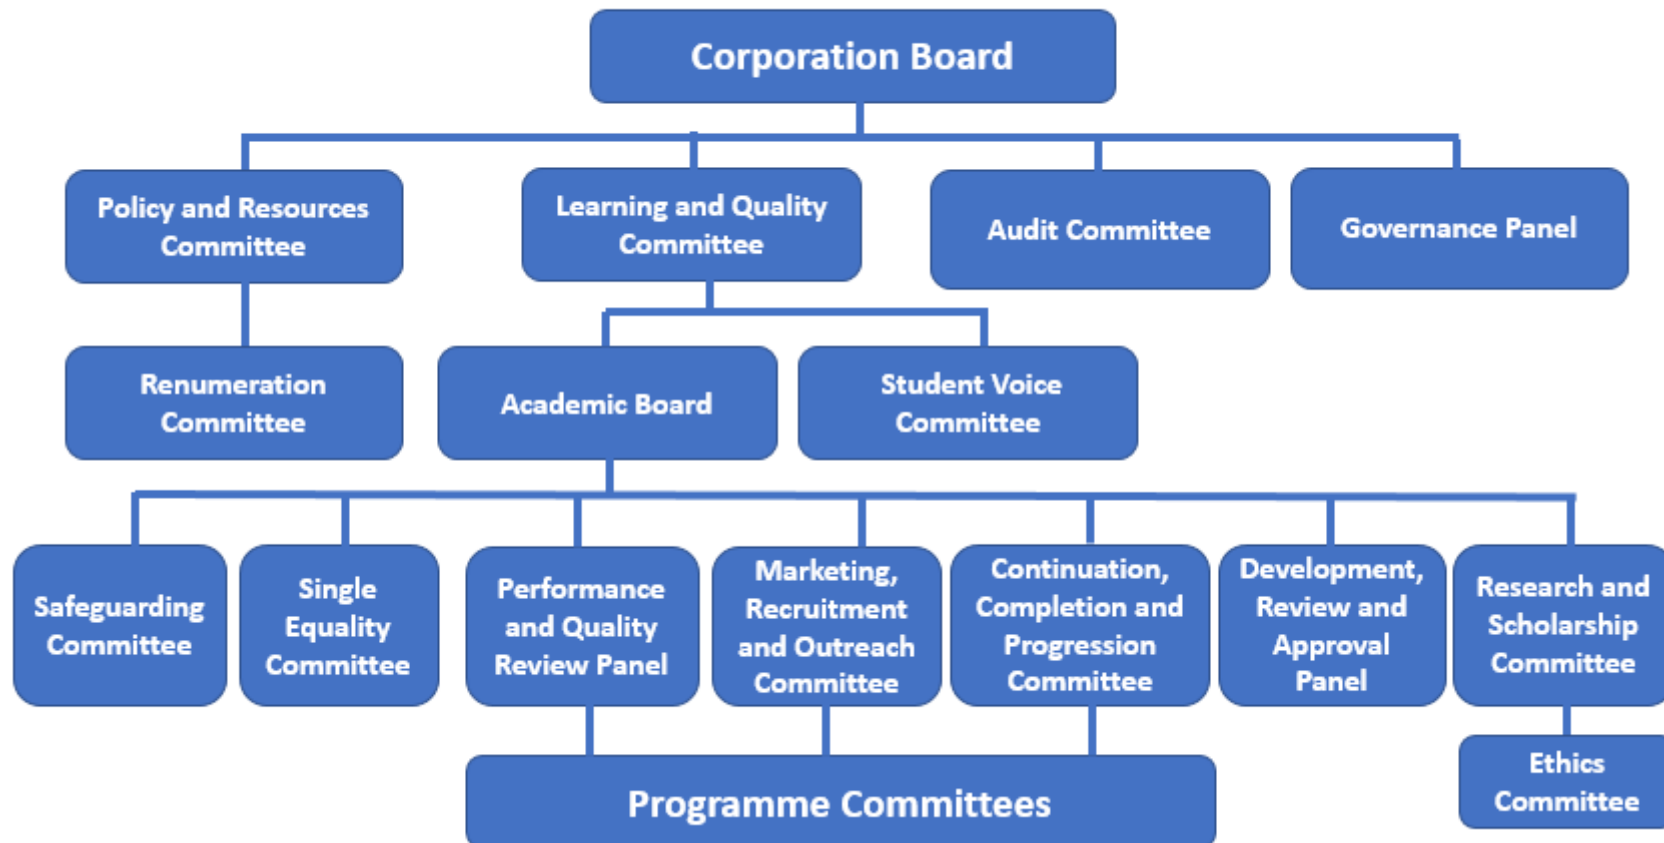 Corporation Board
Policy and Resources
Committee
Learning and Quality
Committee
Audit Committee
Governance Panel
Renumeration
Committee
Academic Board
Student Voice
Committee
Safeguarding
Committee
Single
Equality
Committee
Performance
and Quality
Review Panel
Marketing,
Recruitment
and Outreach
Committee
Continuation,
Completion and
Progression
Committee
Development,
Review and
Approval
Panel
Research and
Scholarship
Committee
Programme Committees
Ethics
Committee